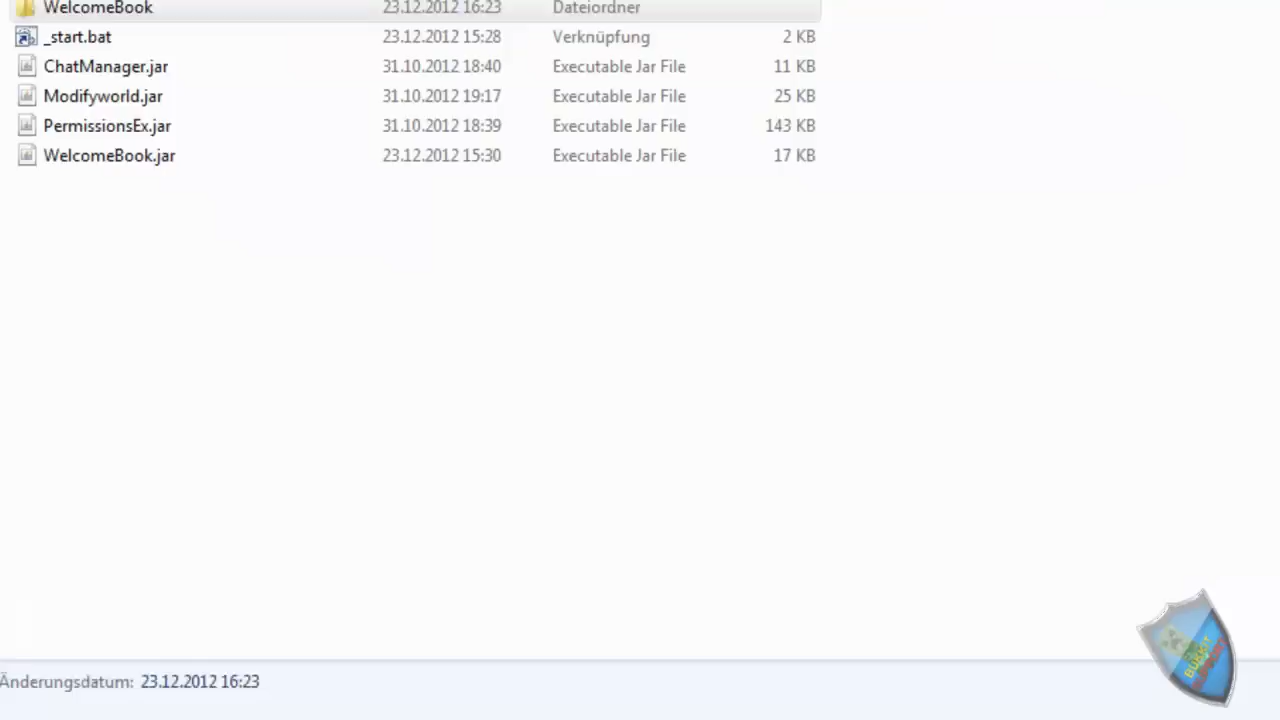 WelcomeBook 23.12.2012 16:23 Dateiordner
_start.bat 23.12.2012 15:28 Verknüpfung 2 KB
ChatManager.jar 31.10.2012 18:40 Executable Jar File 11 KB
Modifyworld.jar 31.10.2012 19:17 Executable Jar File 25 KB
PermissionsEx.jar 31.10.2012 18:39 Executable Jar File 143 KB
WelcomeBook.jar 23.12.2012 15:30 Executable Jar File 17 KB
Änderungsdatum: 23.12.2012 16:23